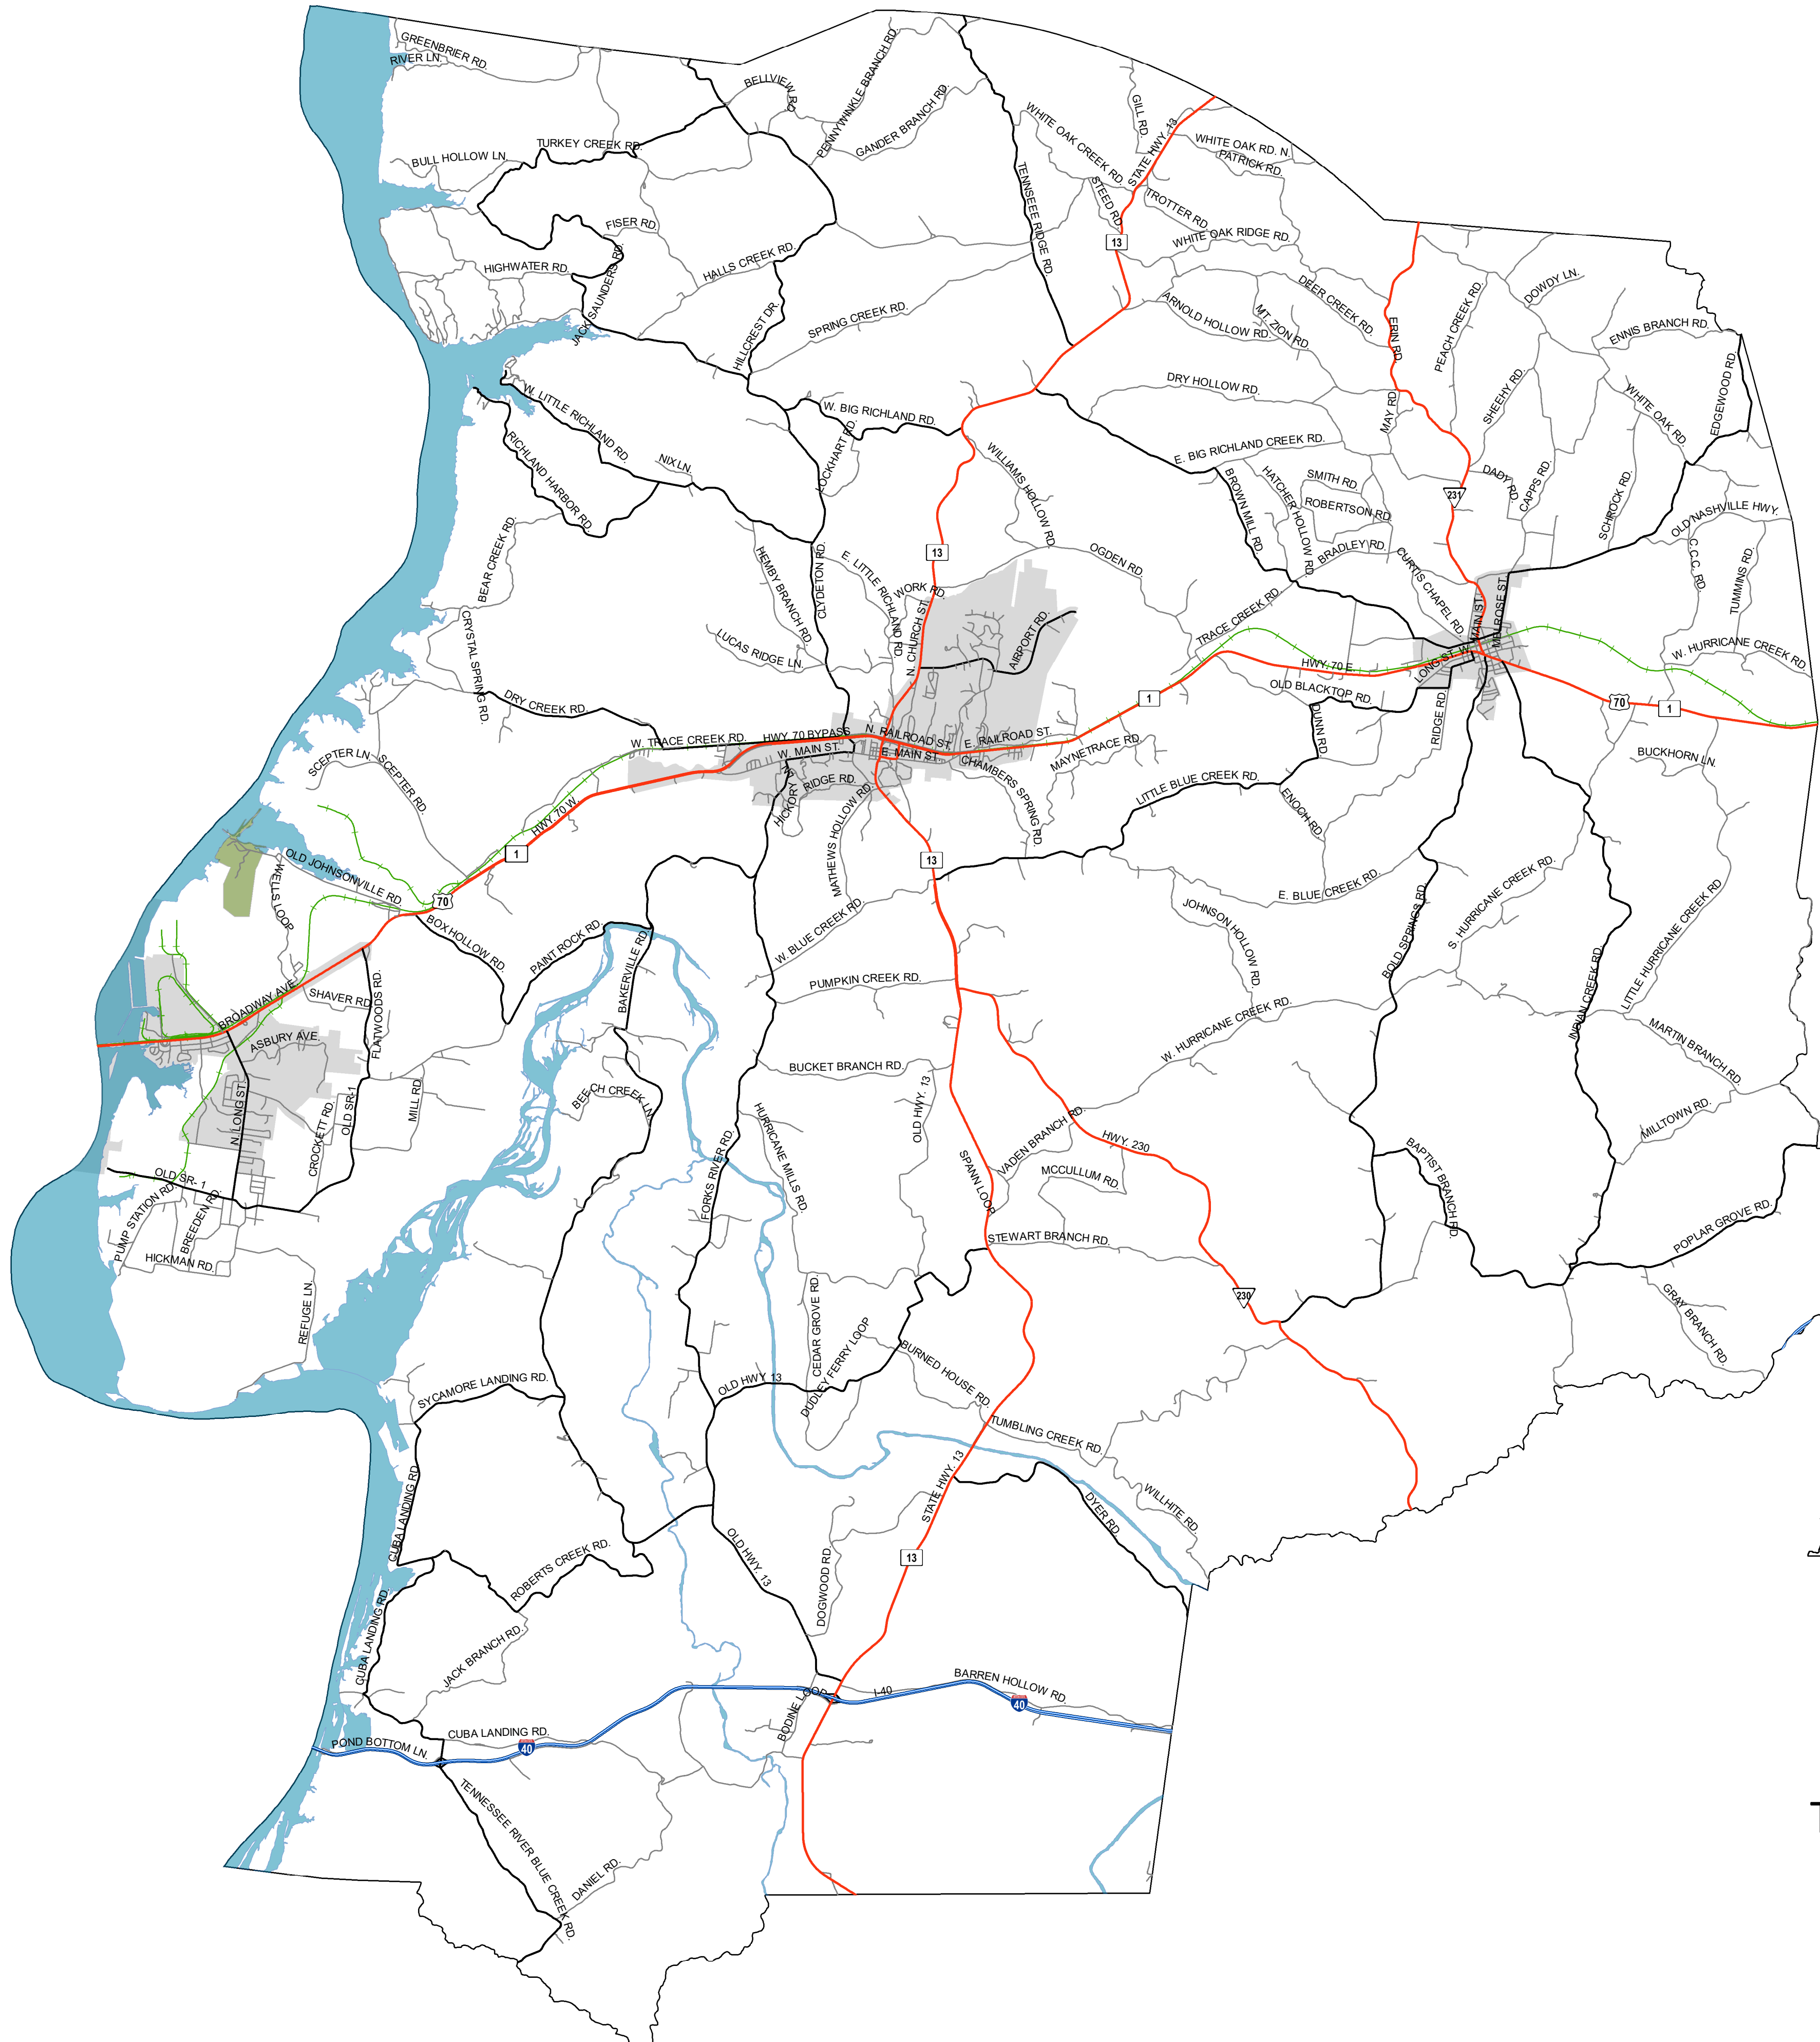 GREENBRIER RD.
RIVER LN.
BELLVIEW RD.
PENNYWINKLE BRANCH RD.
GANDER BRANCH RD.
BULL HOLLOW LN.
TURKEY CREEK RD.
WHITE OAK CREEK RD.
GILL RD.
STATE HWY. 13
WHITE OAK RD. N.
PATRICK RD.
STEED RD.
TROTTER RD.
13
WHITE OAK RIDGE RD.
TENNSEEE RIDGE RD.
FISER RD.
HIGHWATER RD.
JACK SAUNDERS RD.
HALLS CREEK RD.
HILLCREST DR.
SPRING CREEK RD.
ARNOLD HOLLOW RD.
MT. ZION RD.
DEER CREEK RD.
ERIN RD.
PEACH CREEK RD.
DOWDY LN.
ENNIS BRANCH RD.
EDGEWOOD RD.
DRY HOLLOW RD.
MAY RD.
SHEEHY RD.
WHITE OAK RD.
W. LITTLE RICHLAND RD.
RICHLAND HARBOR RD.
NIX LN.
W. BIG RICHLAND RD.
LOCKHART RD.
WILLIAMS HOLLOW RD.
E. BIG RICHLAND CREEK RD.
BROWN MILL RD.
HATCHER HOLLOW RD.
SMITH RD.
ROBERTSON RD.
BRADLEY RD.
CURTIS CHAPEL RD.
231
DADY RD.
CAPPS RD.
SCHROCK RD.
OLD NASHVILLE HWY.
C.C.C. RD.
TUMMINS RD.
BEAR CREEK RD.
CRYSTAL SPRING RD.
HEMBY BRANCH RD.
CLYDETON RD.
E. LITTLE RICHLAND RD.
13
WORK RD.
N. CHURCH ST.
OGDEN RD.
AIRPORT RD.
TRACE CREEK RD.
MAIN ST.
MELROSE ST.
LUCAS RIDGE LN.
HWY. 70 E.
LONG ST. W.
W. HURRICANE CREEK RD.
DRY CREEK RD.
OLD BLACKTOP RD.
DUNN RD.
RIDGE RD.
1
70
1
W. TRACE CREEK RD.
HWY. 70 BYPASS
N. RAILROAD ST.
E. RAILROAD ST.
W. MAIN ST.
E. MAIN ST.
RIDGE RD.
HICKORY
CHAMBERS SPRING RD.
MAYNETRACE RD.
BUCKHORN LN.
SCEPTER LN.
SCEPTER RD.
HWY. 70 W.
1
MATHEWS HOLLOW RD.
LITTLE BLUE CREEK RD.
ENOCH RD.
13
OLD JOHNSONVILLE RD.
WELLS LOOP
70
BOX HOLLOW RD.
PAINT ROCK RD.
BAKERVILLE RD.
W. BLUE CREEK RD.
E. BLUE CREEK RD.
JOHNSON HOLLOW RD.
BOLD SPRINGS RD.
S. HURRICANE CREEK RD.
INDIAN CREEK RD.
LITTLE HURRICANE CREEK RD.
BROADWAY AVE.
SHAVER RD.
FLATWOODS RD.
ASBURY AVE.
PUMPKIN CREEK RD.
W. HURRICANE CREEK RD.
MARTIN BRANCH RD.
MILLTOWN RD.
N. LONG ST.
CROCKETT RD.
OLD SR-1
MILL RD.
BEECH CREEK LN.
BUCKET BRANCH RD.
OLD HWY. 13
HURRICANE MILLS RD.
FORKS RIVER RD.
VADEN BRANCH RD.
HWY. 230
MCCULLUM RD.
SPANN LOOP
STEWART BRANCH RD.
BAPTIST BRANCH RD.
POPLAR GROVE RD.
OLD SR- 1
PUMP STATION RD.
BREEDEN RD.
HICKMAN RD.
REFUGE LN.
230
GRAY BRANCH RD.
CEDAR GROVE RD.
DUDLEY FERRY LOOP
BURNED HOUSE RD.
OLD HWY 13
SYCAMORE LANDING RD.
TUMBLING CREEK RD.
WILLHITE RD.
DYER RD.
STATE HWY. 13
CUBA LANDING RD.
OLD HWY. 13
13
DOGWOOD RD.
ROBERTS CREEK RD.
CUBA LANDING RD.
JACK BRANCH RD.
BODINE LOOP
I-40
BARREN HOLLOW RD.
40
CUBA LANDING RD.
40
POND BOTTOM LN.
TENNESSEE RIVER BLUE CREEK RD.
DANIEL RD.